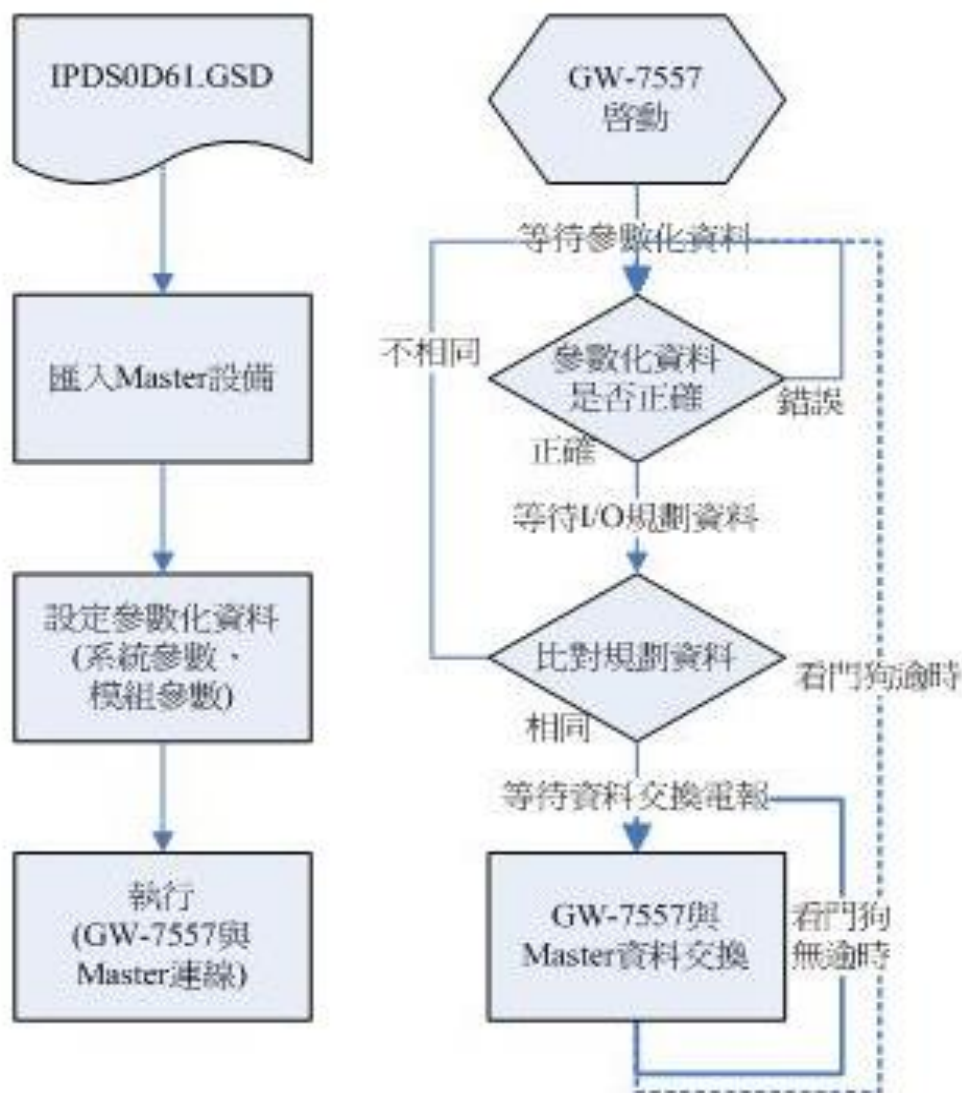 IPDS0D61.GSD
匯入Master設備
設定參數化資料
(系統參數、
模組參數)
執行
(GW-7557與
Master連線)
GW-7557
啓動
等待參數化資料
不相同
參數化資料
是否正確
錯誤
正確
等待I/O規劃資料
比對規劃資料
看門狗逾時
相同
等待資料交換電報
GW-7557與
Master資料交換
看門狗
無逾時